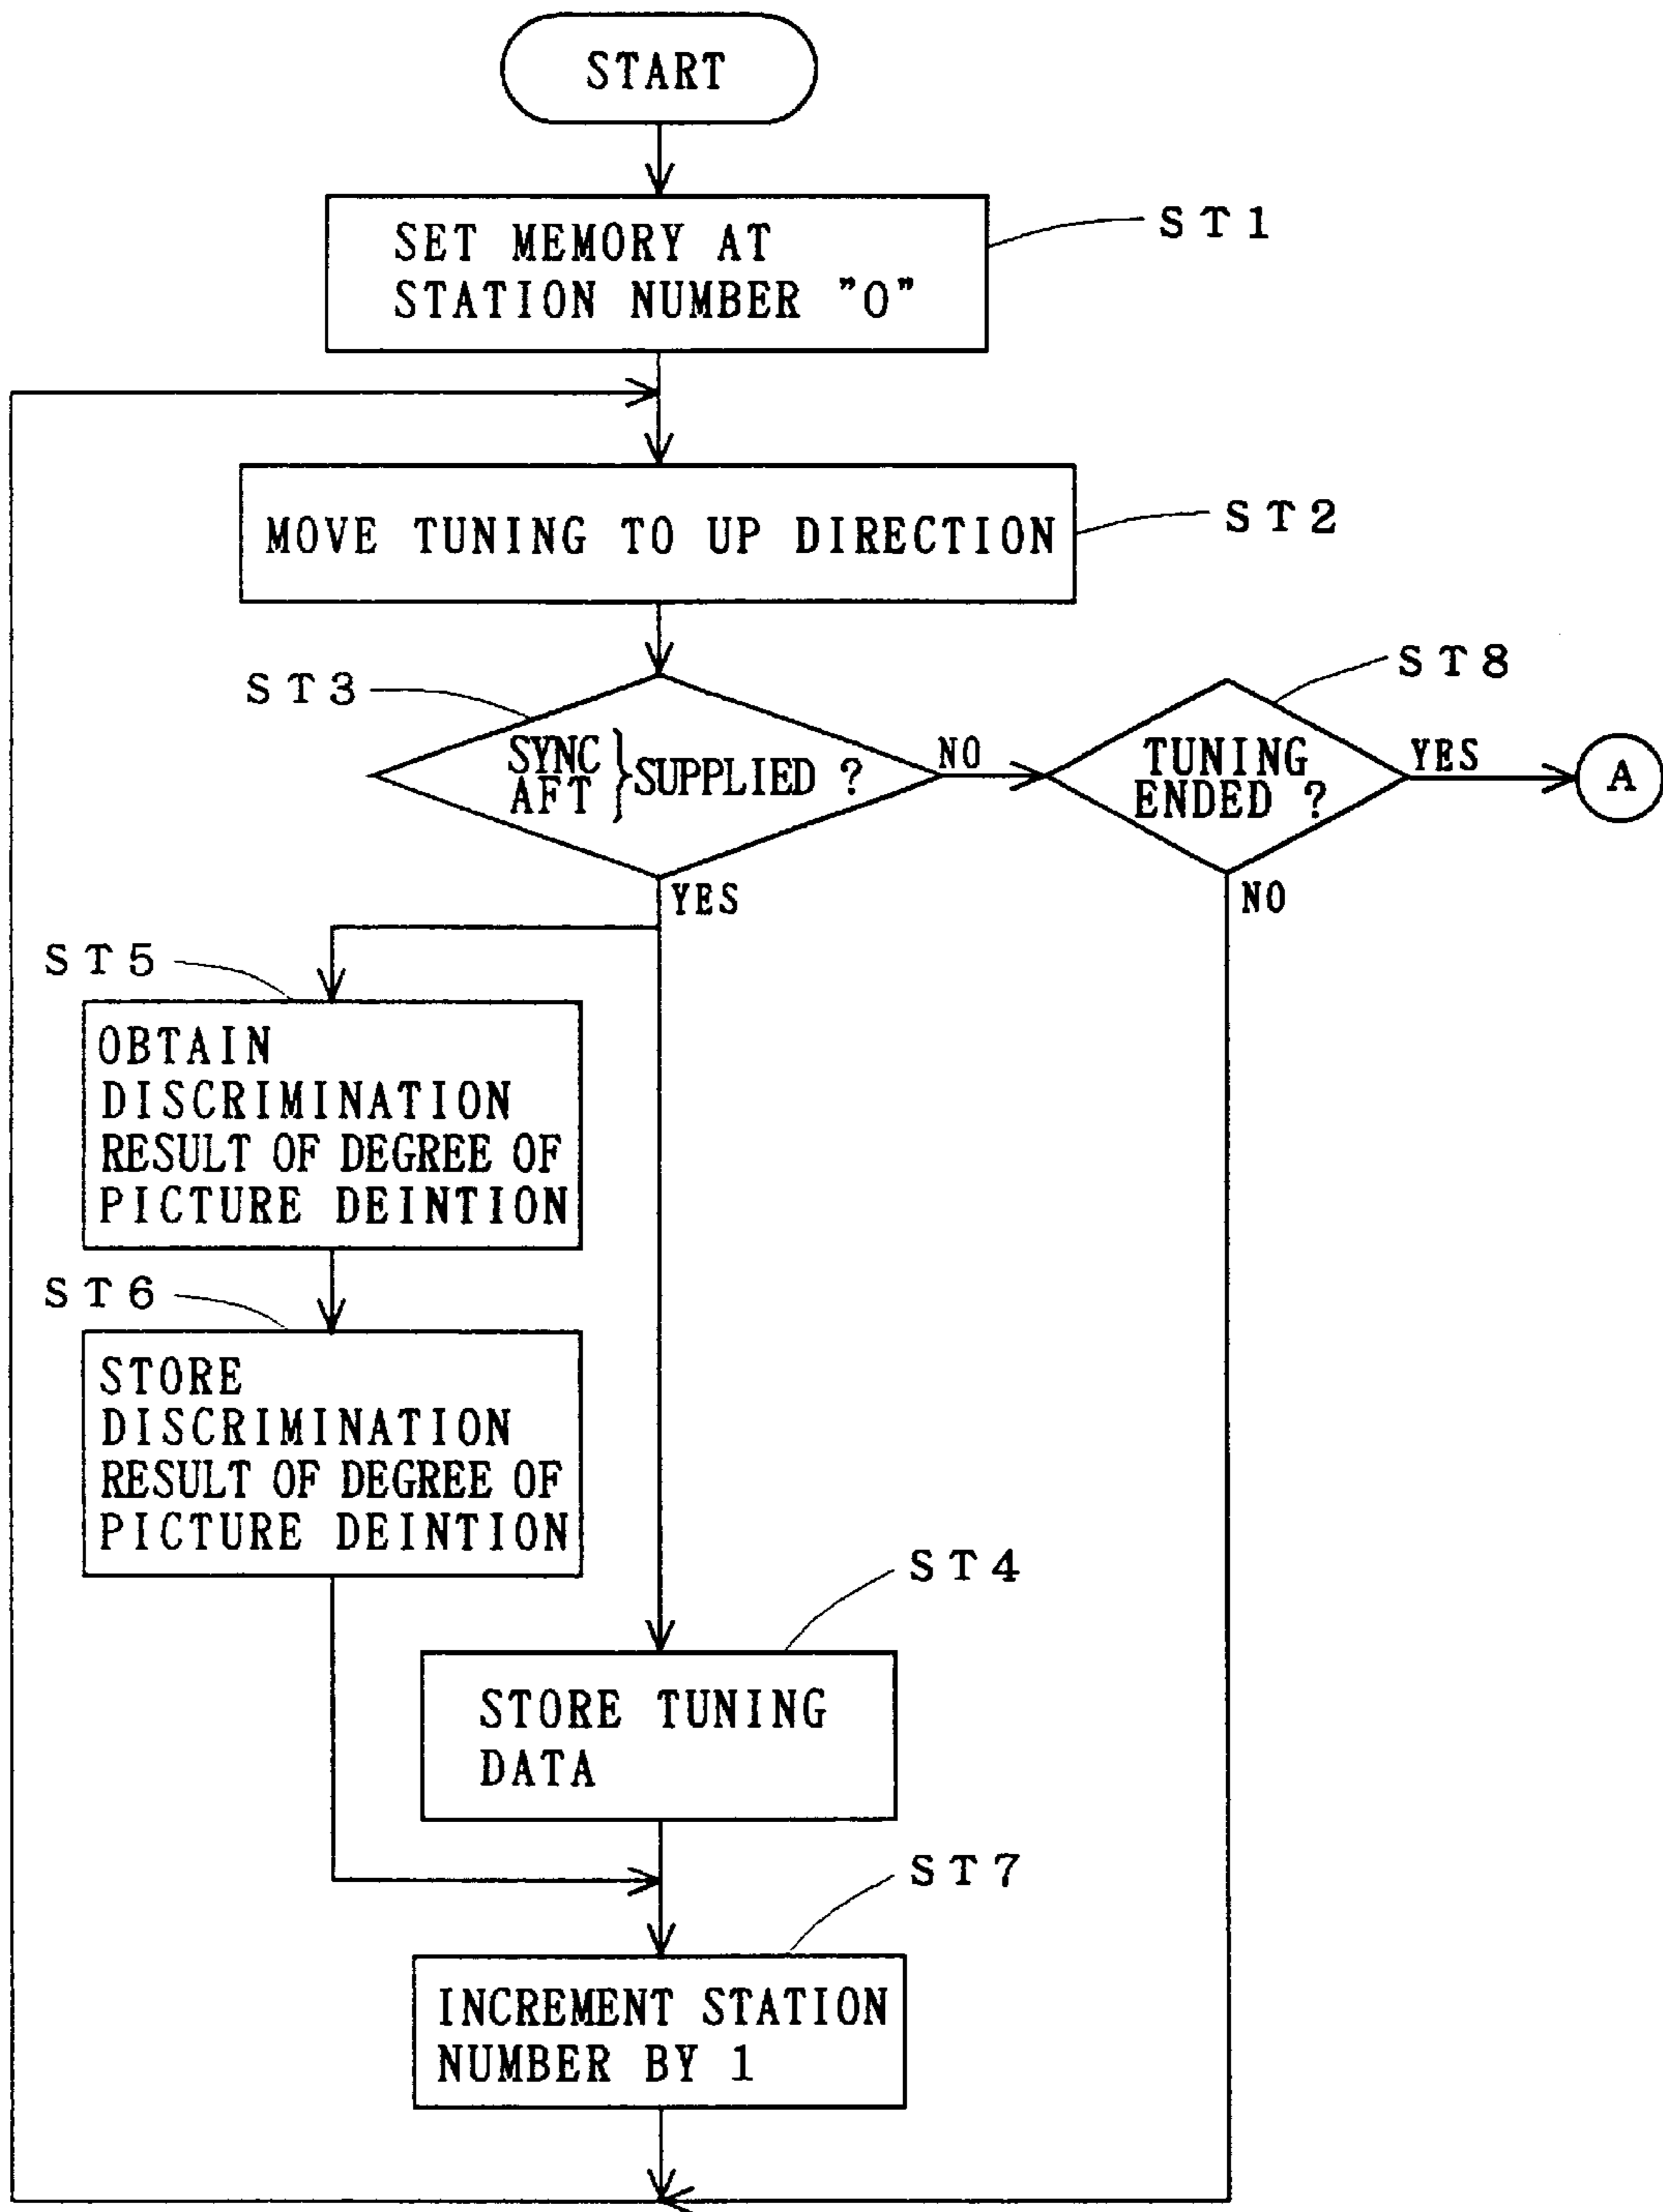 START
SET MEMORY AT
STATION NUMBER "0"
ST1
MOVE TUNING TO UP DIRECTION
ST2
ST3
SYNC
AFT
} SUPPLIED ?
NO
ST8
TUNING
ENDED ?
YES
A
YES
NO
ST5
OBTAIN
DISCRIMINATION
RESULT OF DEGREE OF
PICTURE DEINTION
ST6
STORE
DISCRIMINATION
RESULT OF DEGREE OF
PICTURE DEINTION
ST4
STORE TUNING
DATA
ST7
INCREMENT STATION
NUMBER BY 1